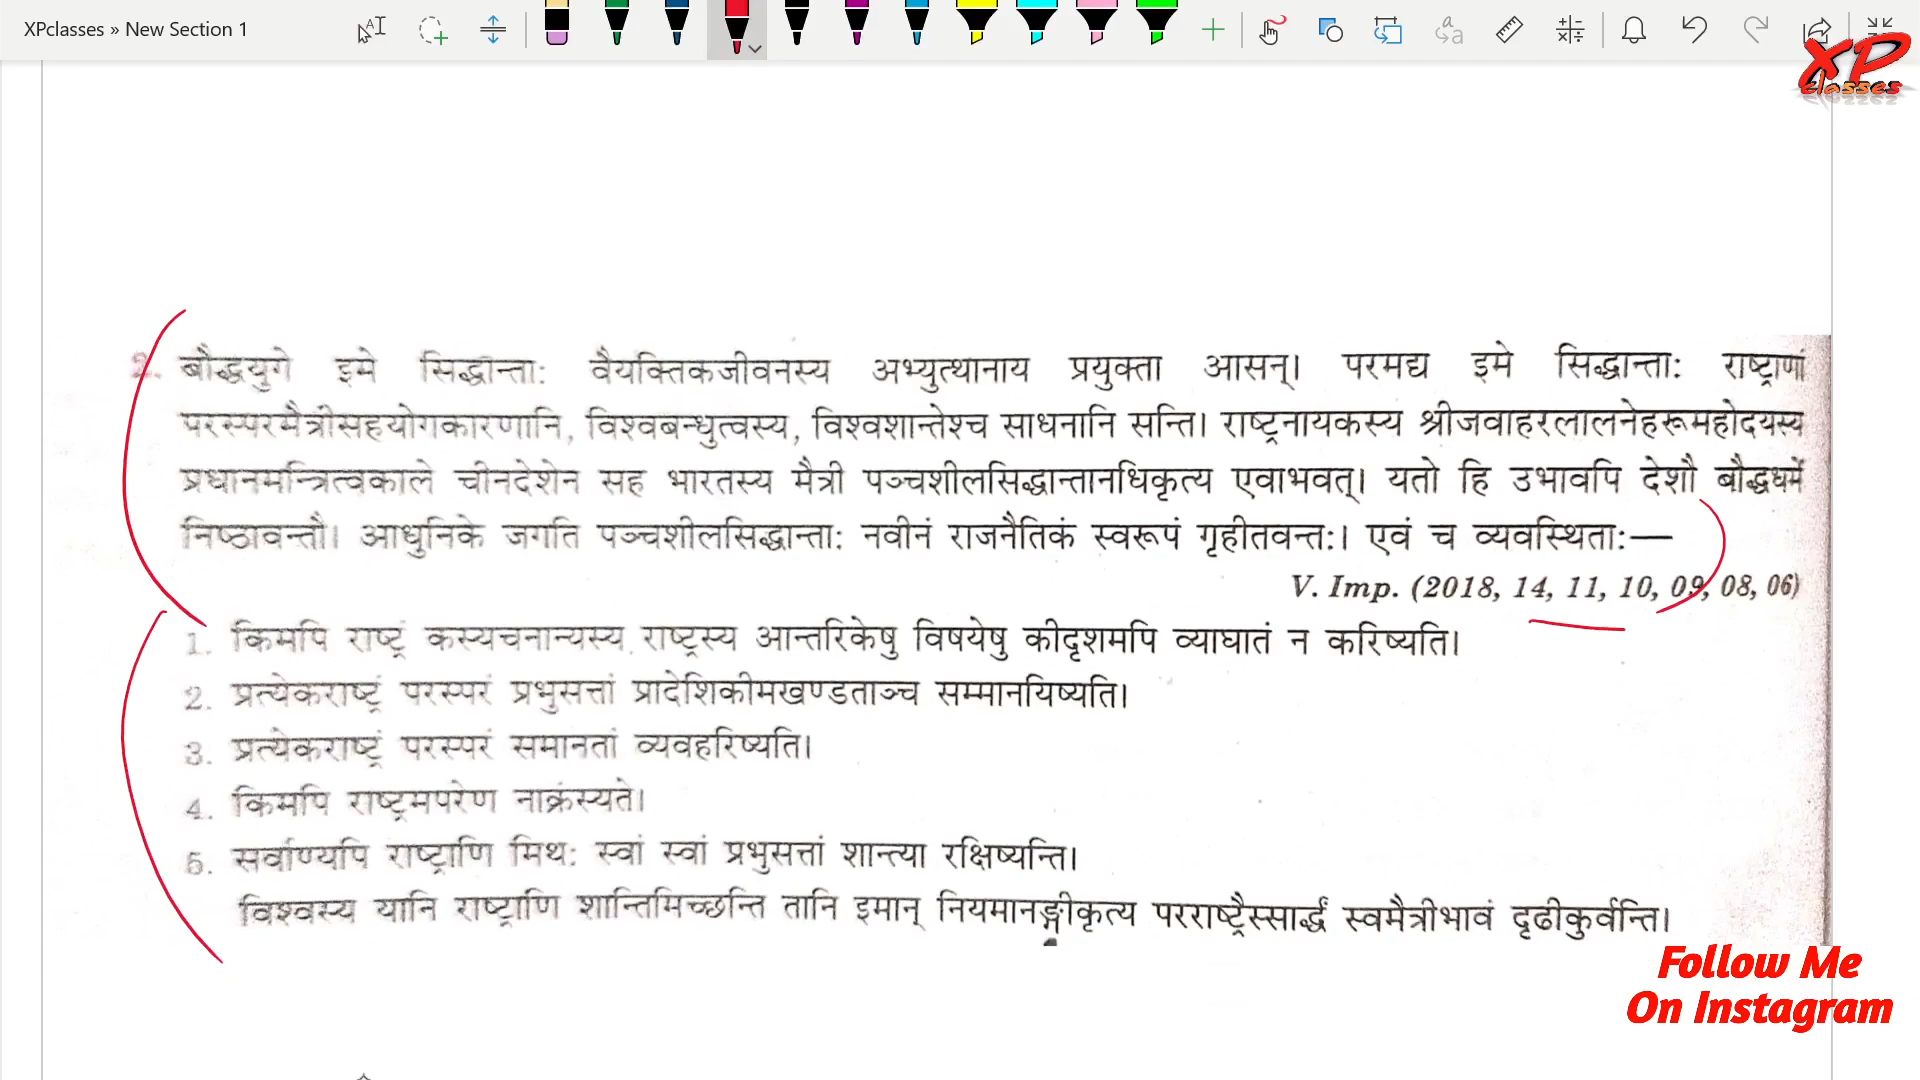 XPclasses » New Section 1
XP
classes
2. बौद्धयुगे इमे सिद्धान्ताः वैयक्तिकजीवनस्य अभ्युत्थानाय प्रयुक्ता आसन्। परमद्य इमे सिद्धान्ताः राष्ट्राणां
परस्परमैत्रीसहयोगकारणानि, विश्वबन्धुत्वस्य, विश्वशान्तेश्च साधनानि सन्ति। राष्ट्रनायकस्य श्रीजवाहरलालनेहरूमहोदयस्य
प्रधानमन्त्रित्वकाले चीनदेशेन सह भारतस्य मैत्री पञ्चशीलसिद्धान्तानधिकृत्य एवाभवत्। यतो हि उभावपि देशौ बौद्धधर्मे
निष्ठावन्तौ। आधुनिके जगति पञ्चशीलसिद्धान्ताः नवीनं राजनैतिकं स्वरूपं गृहीतवन्तः। एवं च व्यवस्थिताः—
V. Imp. (2018, 14, 11, 10, 09, 08, 06)
1. किमपि राष्ट्रं कस्यचनान्यस्य राष्ट्रस्य आन्तरिकेषु विषयेषु कीदृशमपि व्याघातं न करिष्यति।
2. प्रत्येकराष्ट्रं परस्परं प्रभुसत्तां प्रादेशिकीमखण्डताञ्च सम्मानयिष्यति।
3. प्रत्येकराष्ट्रं परस्परं समानतां व्यवहरिष्यति।
4. किमपि राष्ट्रमपरेण नाक्रंस्यते।
5. सर्वाण्यपि राष्ट्राणि मिथः स्वां स्वां प्रभुसत्तां शान्त्या रक्षिष्यन्ति।
विश्वस्य यानि राष्ट्राणि शान्तिमिच्छन्ति तानि इमान् नियमानङ्गीकृत्य परराष्ट्रैस्सार्द्धं स्वमैत्रीभावं दृढीकुर्वन्ति।
Follow Me
On Instagram